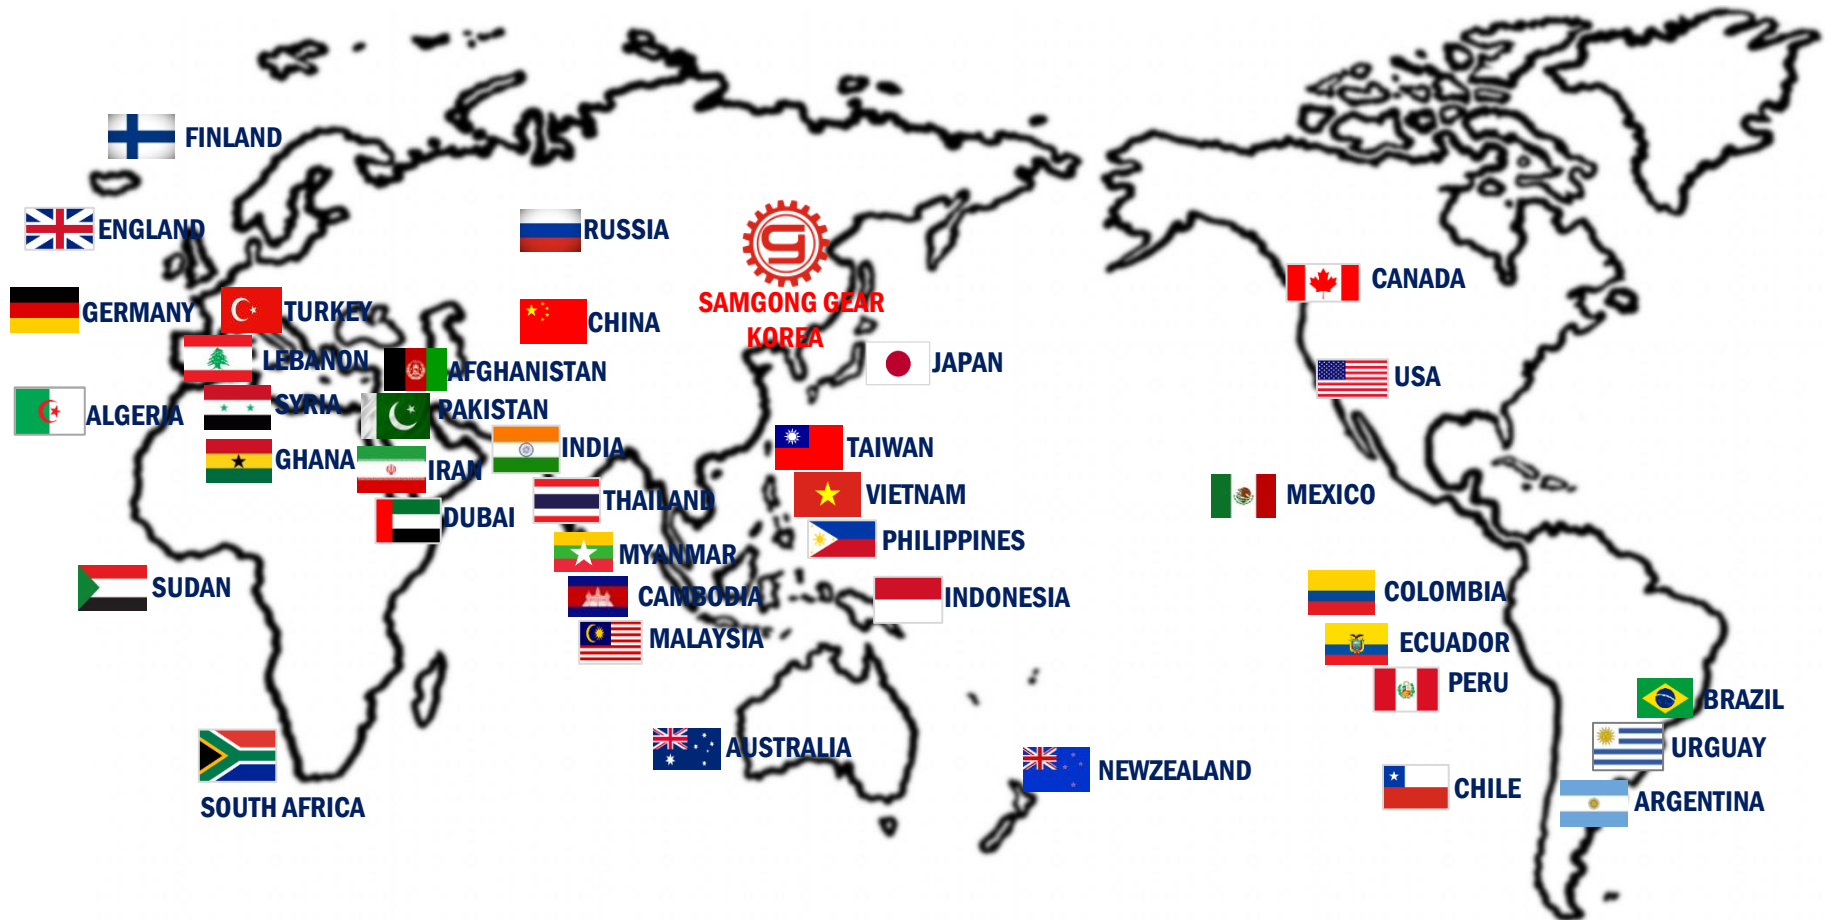 FINLAND
ENGLAND
RUSSIA
CANADA
SAMGONG GEAR
KOREA
GERMANY
TURKEY
CHINA
LEBANON
AFGHANISTAN
JAPAN
USA
ALGERIA
SYRIA
PAKISTAN
INDIA
TAIWAN
GHANA
IRAN
THAILAND
VIETNAM
MEXICO
DUBAI
PHILIPPINES
MYANMAR
SUDAN
CAMBODIA
INDONESIA
COLOMBIA
MALAYSIA
ECUADOR
PERU
BRAZIL
AUSTRALIA
URGUAY
NEWZEALAND
CHILE
SOUTH AFRICA
ARGENTINA